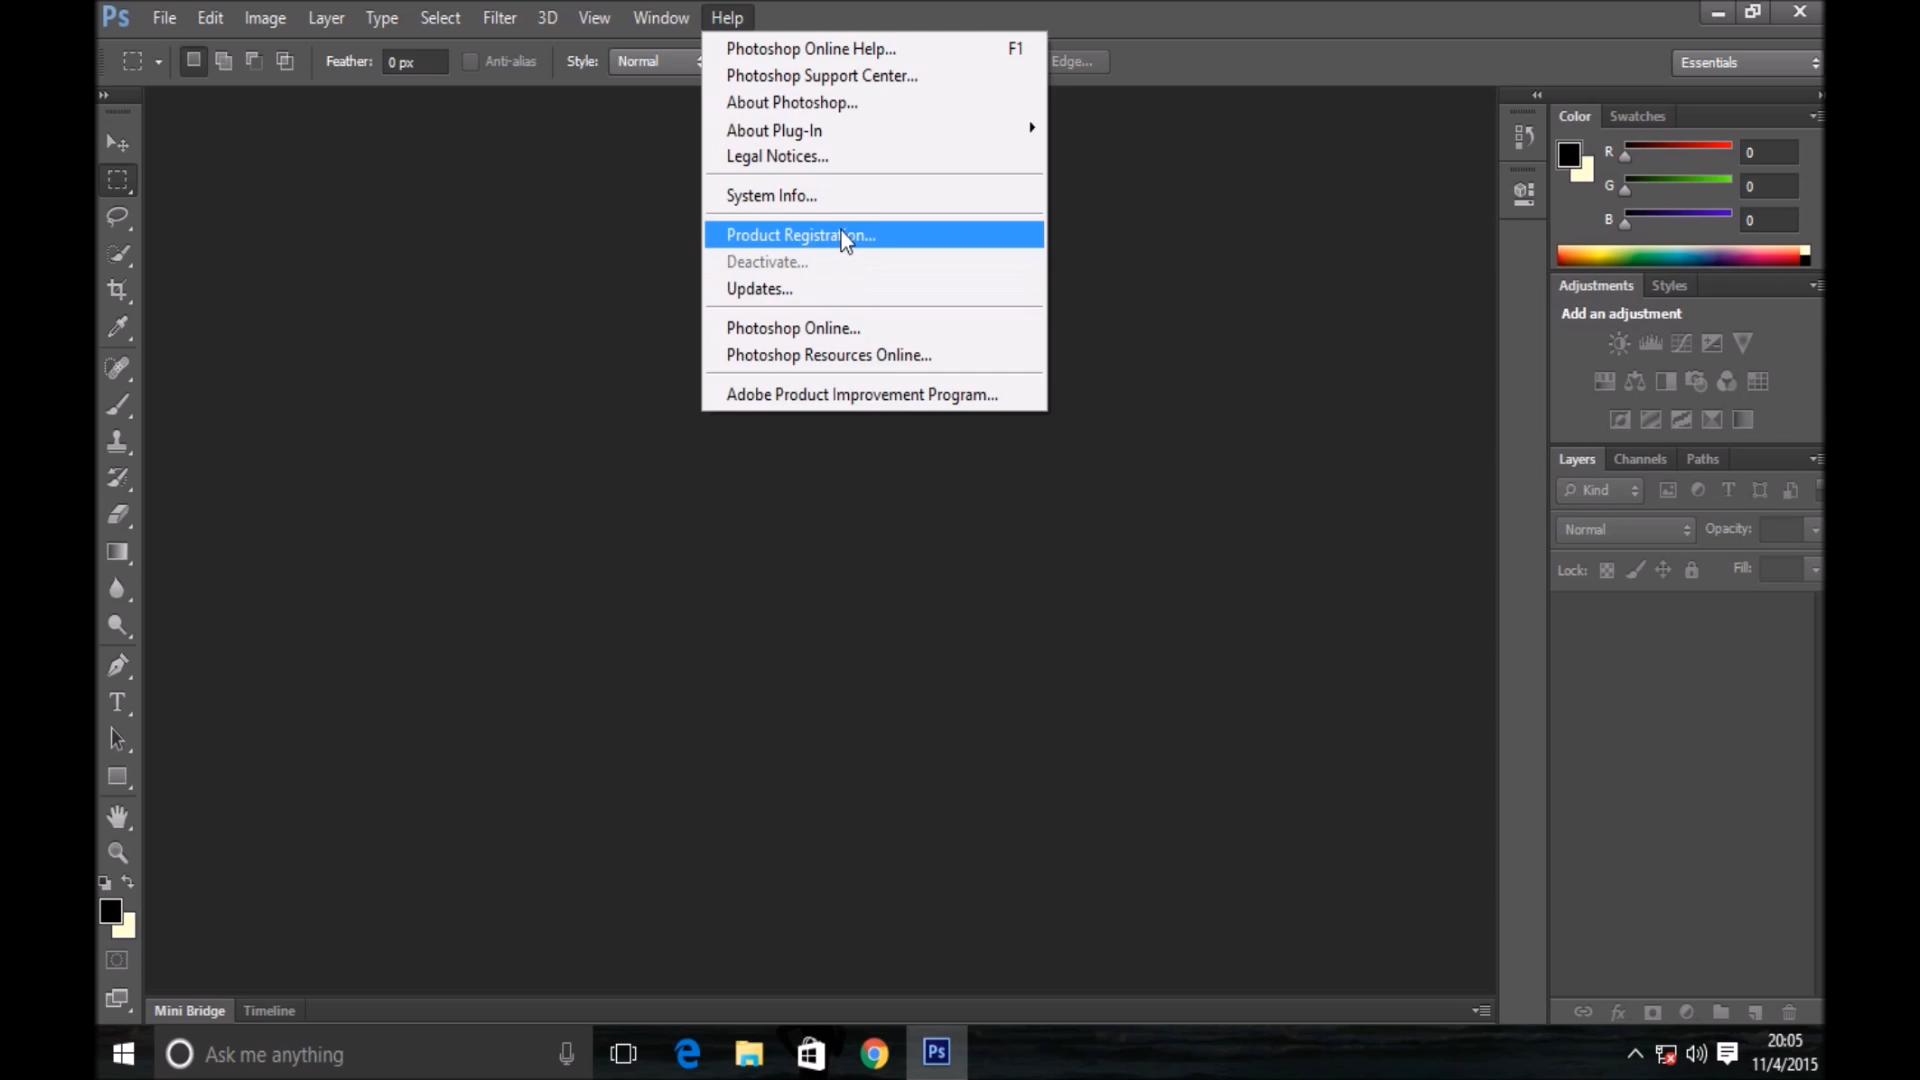 Ps File Edit Image Layer Type Select Filter 3D View Window Help
Feather: 0 px Anti-alias Style: Normal Edge... Essentials
Photoshop Online Help... F1
Photoshop Support Center...
About Photoshop...
About Plug-In
Legal Notices...
System Info...
Product Registration...
Deactivate...
Updates...
Photoshop Online...
Photoshop Resources Online...
Adobe Product Improvement Program...
Color Swatches
R 0
G 0
B 0
Adjustments Styles
Add an adjustment
Layers Channels Paths
Kind
Normal Opacity:
Lock: Fill:
Mini Bridge Timeline
Ask me anything
Ps
20:05
11/4/2015